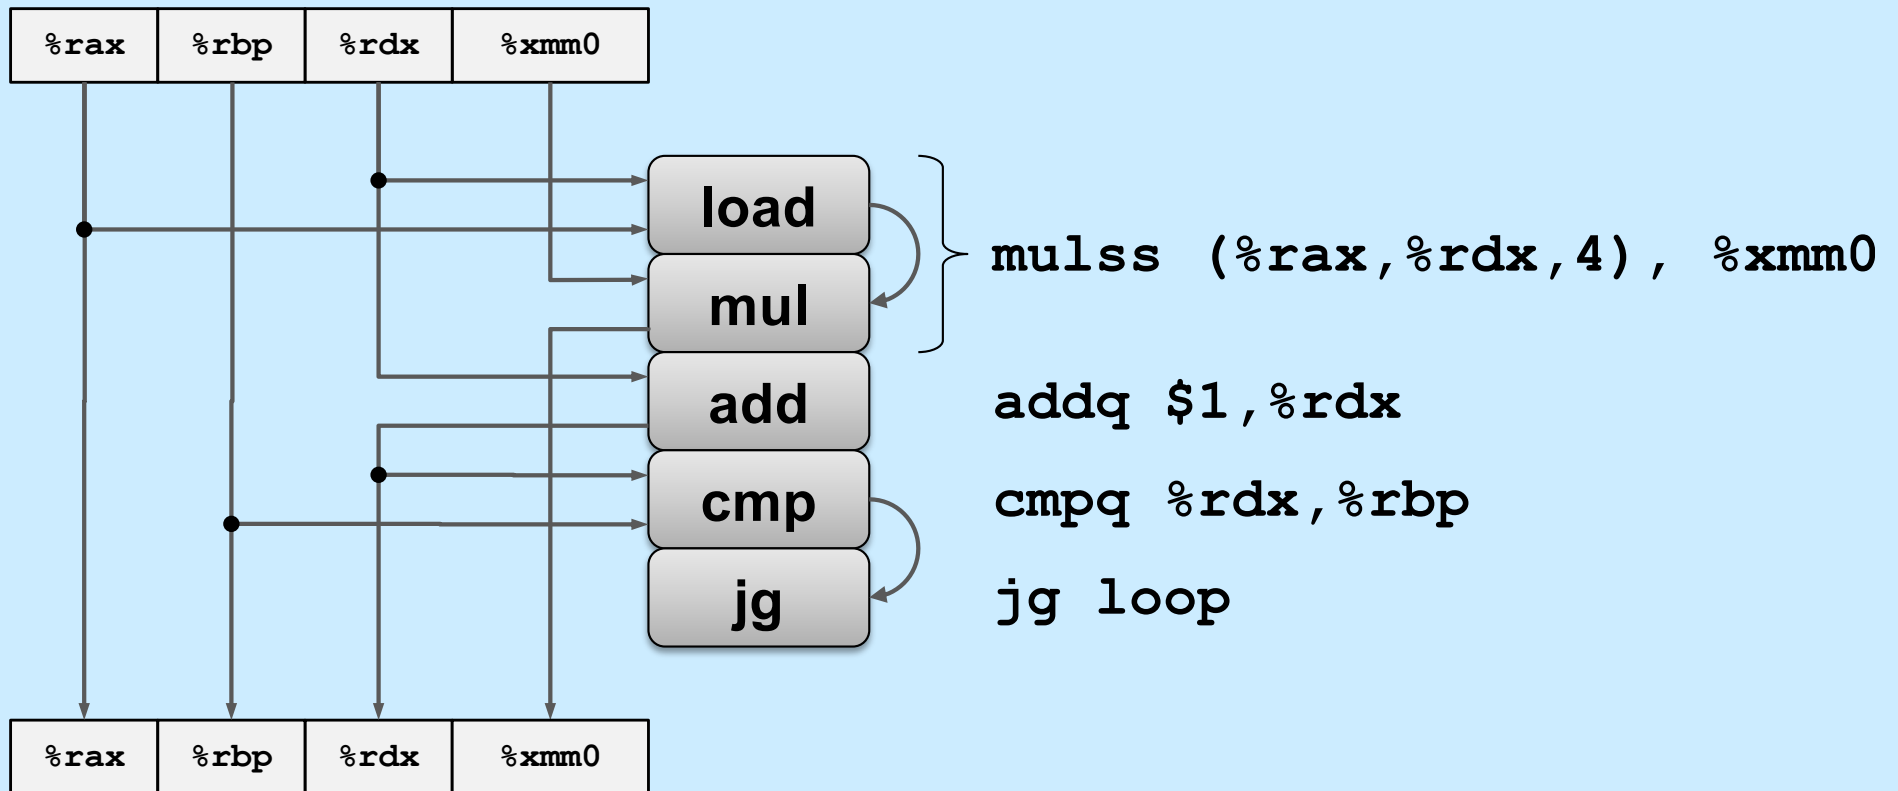 %rax %rbp %rdx %xmm0
load
mul
mulss (%rax,%rdx,4), %xmm0
add
addq $1,%rdx
cmp
cmpq %rdx,%rbp
jg
jg loop
%rax %rbp %rdx %xmm0